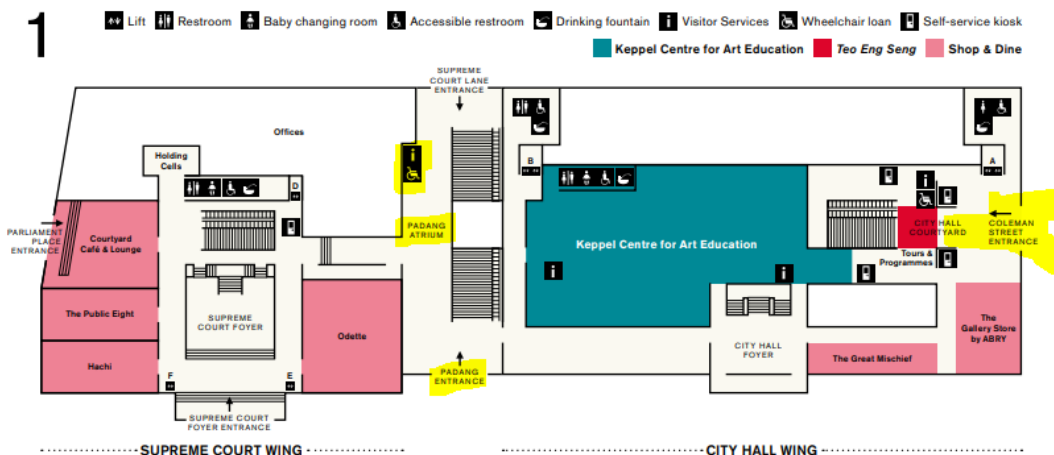 1
Lift Restroom Baby changing room Accessible restroom Drinking fountain Visitor Services Wheelchair loan Self-service kiosk
Keppel Centre for Art Education Teo Eng Seng Shop & Dine
SUPREME
COURT LANE
ENTRANCE
Offices
Holding
Cells
D
B
A
i
i
PARLIAMENT
PLACE
ENTRANCE
Courtyard
Café & Lounge
PADANG
ATRIUM
Keppel Centre for Art Education
CITY HALL
COURTYARD
COLEMAN
STREET
ENTRANCE
Tours &
Programmes
i
i
The Public Eight
SUPREME
COURT FOYER
Odette
Hachi
CITY HALL
FOYER
The Great Mischief
The
Gallery Store
by ABRY
F
E
PADANG
ENTRANCE
SUPREME COURT
FOYER ENTRANCE
SUPREME COURT WING
CITY HALL WING